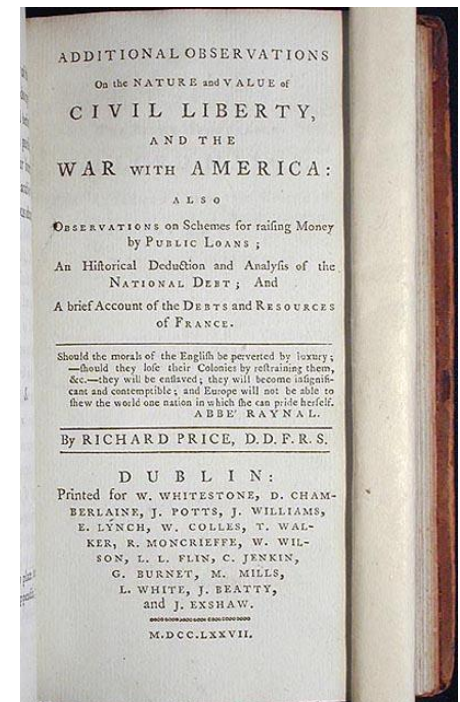 ADDITIONAL OBSERVATIONS
On the NATURE and VALUE of
CIVIL LIBERTY,
AND THE
WAR WITH AMERICA:
ALSO
OBSERVATIONS on Schemes for raiſing Money
by PUBLIC LOANS;
An Hiſtorical Deduction and Analyſis of the
NATIONAL DEBT; And
A brief Account of the DEBTS and RESOURCES
of FRANCE.
Should the morals of the Engliſh be perverted by luxury;
—ſhould they loſe their Colonies by reſtraining them,
&c.—they will be enſlaved; they will become inſignifi-
cant and contemptible; and Europe will not be able to
ſhew the world one nation in which ſhe can pride herſelf.
ABBE' RAYNAL.
By RICHARD PRICE, D.D.F.R.S.
DUBLIN:
Printed for W. WHITESTONE, D. CHAM-
BERLAINE, J. POTTS, J. WILLIAMS,
E. LYNCH, W. COLLES, T. WAL-
KER, R. MONCRIEFFE, W. WIL-
SON, L. L. FLIN, C. JENKIN,
G. BURNET, M. MILLS,
L. WHITE, J. BEATTY,
and J. EXSHAW.
M.DCC.LXXVII.